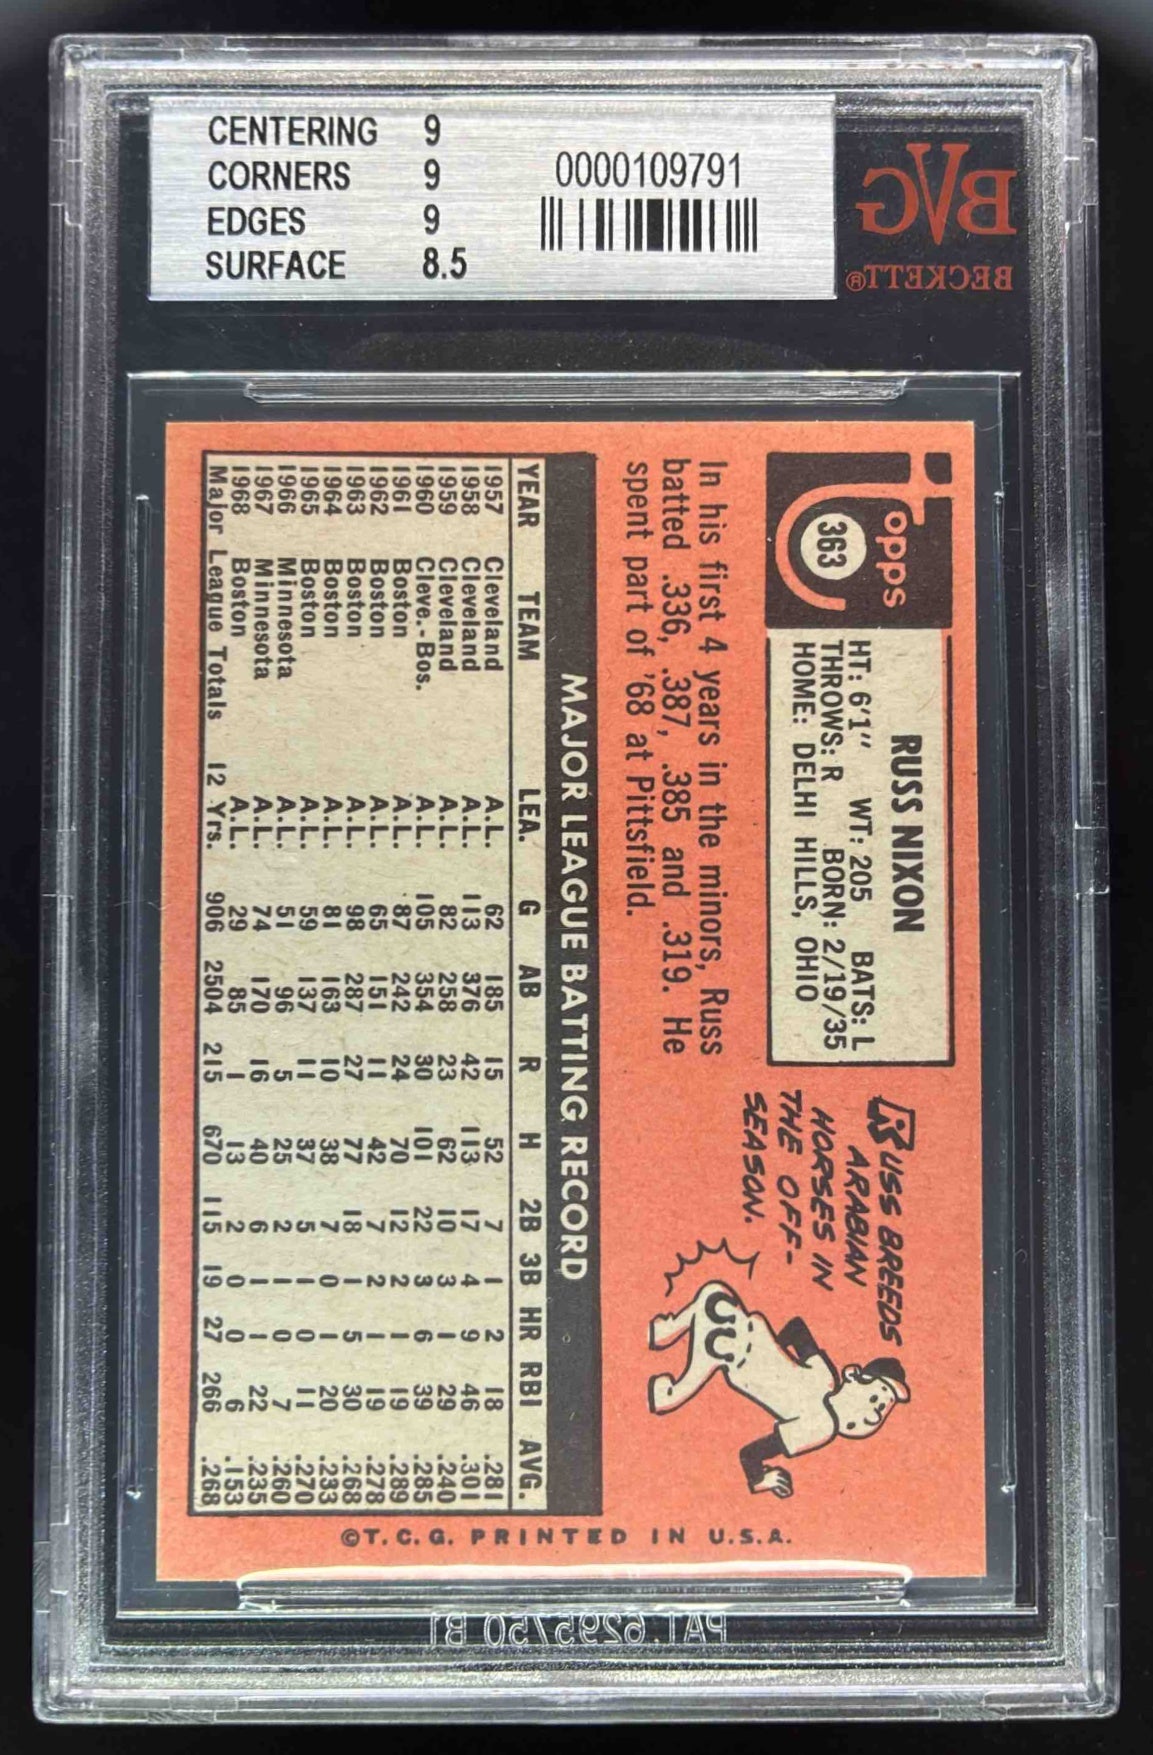 CENTERING 9
CORNERS 9
EDGES 9
SURFACE 8.5
0000109791
BVG
BECKETT®
Topps
363
RUSS NIXON
HT: 6'1" WT: 205 BATS: L
THROWS: R BORN: 2/19/35
HOME: DELHI HILLS, OHIO
RUSS BREEDS
ARABIAN
HORSES IN
THE OFF-
SEASON.
In his first 4 years in the minors, Russ
batted .336, .387, .385 and .319. He
spent part of '68 at Pittsfield.
MAJOR LEAGUE BATTING RECORD
YEAR TEAM LEA. G AB R H 2B 3B HR RBI AVG.
1957 Cleveland A.L. 62 185 15 52 7 1 2 18 .281
1958 Cleveland A.L. 113 376 42 113 17 4 9 46 .301
1959 Cleveland A.L. 82 258 23 62 10 3 1 29 .240
1960 Cleve.-Bos. A.L. 105 354 30 101 22 3 6 39 .285
1961 Boston A.L. 87 242 24 70 12 2 1 19 .289
1962 Boston A.L. 65 151 11 42 7 2 1 19 .278
1963 Boston A.L. 98 287 27 77 18 1 5 30 .268
1964 Boston A.L. 81 163 10 38 7 0 1 20 .233
1965 Boston A.L. 59 137 11 37 5 1 0 11 .270
1966 Minnesota A.L. 51 96 5 25 2 1 0 7 .260
1967 Minnesota A.L. 74 170 16 40 6 1 1 22 .235
1968 Boston A.L. 29 85 1 13 2 0 0 6 .153
Major League Totals 12 Yrs. 906 2504 215 670 115 19 27 266 .268
©T.C.G. PRINTED IN U.S.A.
PAT. 6295750 B1